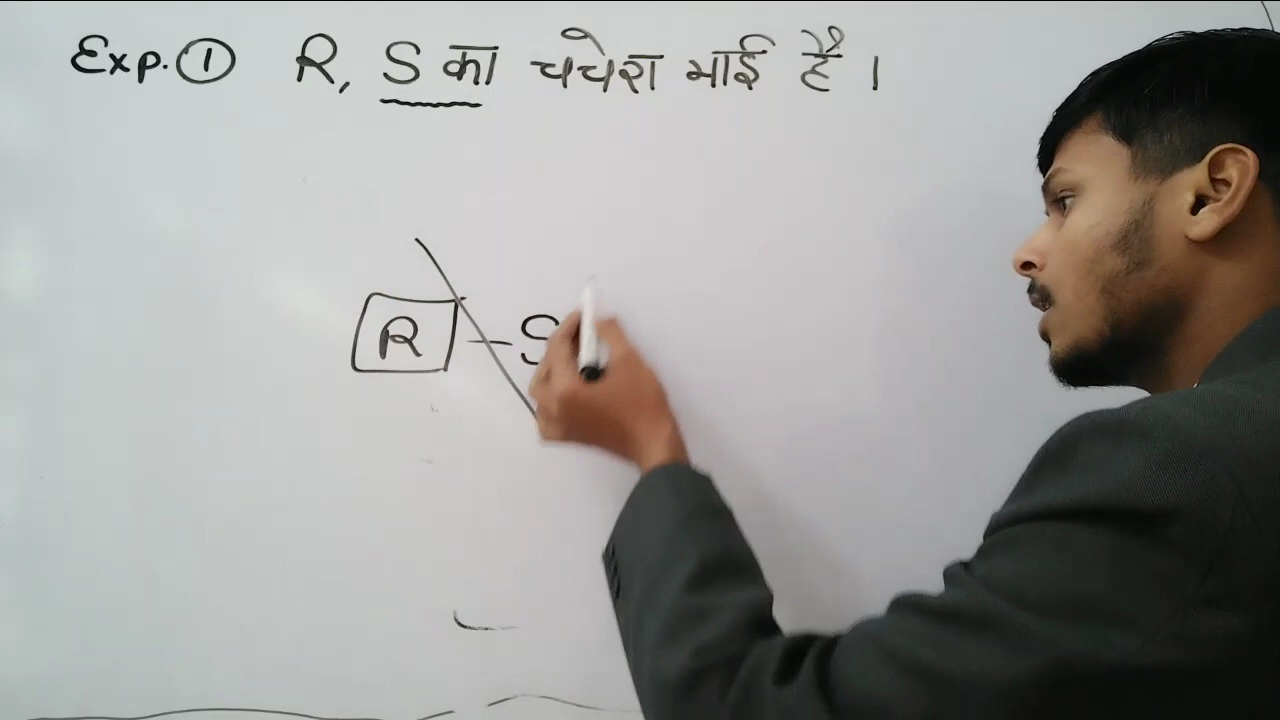 Exp. ① R, S का चचेरा भाई है ।
R - S